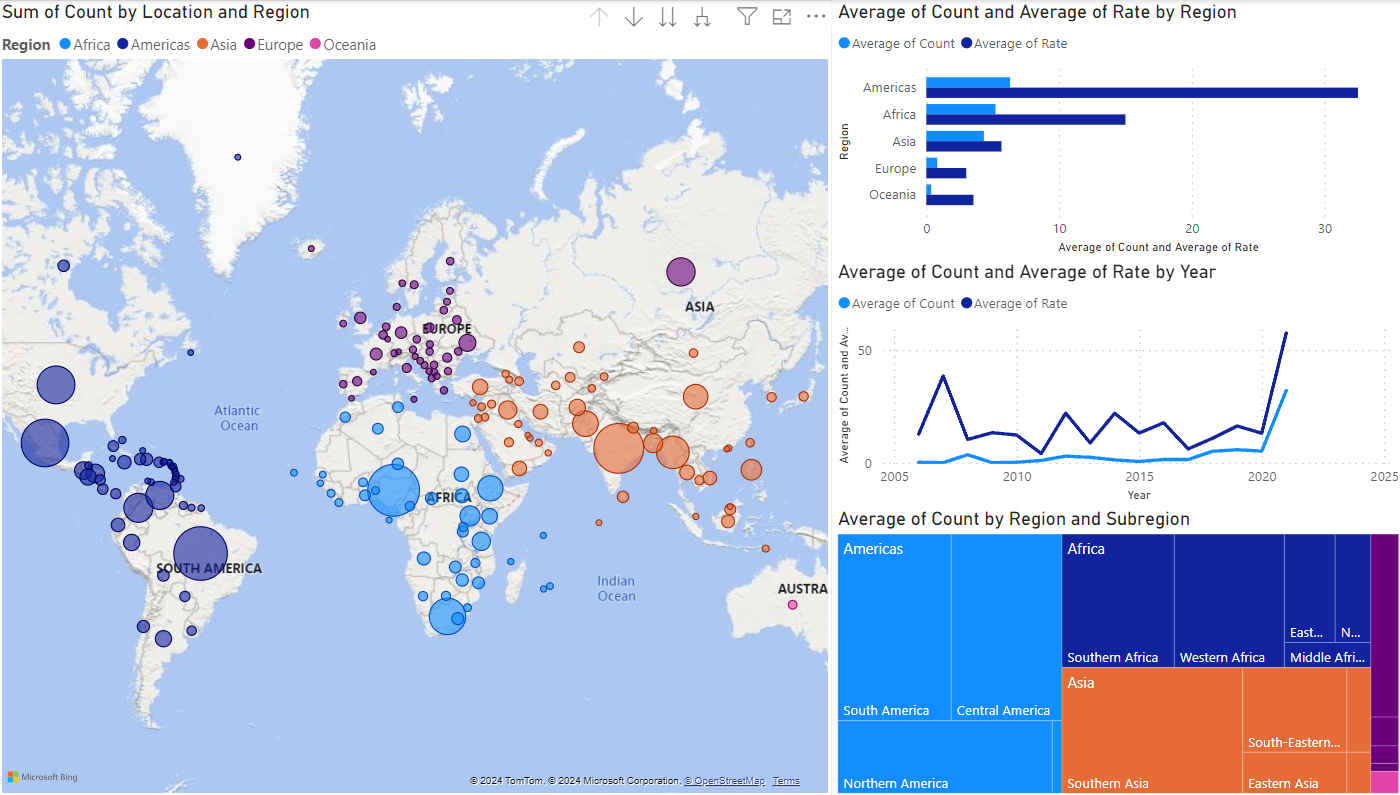 Sum of Count by Location and Region
Region Africa Americas Asia Europe Oceania
ASIA
EUROPE
Atlantic
Ocean
AFRICA
SOUTH AMERICA
Indian
Ocean
AUSTRA
Microsoft Bing
© 2024 TomTom, © 2024 Microsoft Corporation, © OpenStreetMap Terms
Average of Count and Average of Rate by Region
Average of Count Average of Rate
Region
Americas
Africa
Asia
Europe
Oceania
0 10 20 30
Average of Count and Average of Rate
Average of Count and Average of Rate by Year
Average of Count Average of Rate
Average of Count and Av...
50
0
2005 2010 2015 2020 2025
Year
Average of Count by Region and Subregion
Americas
South America
Central America
Northern America
Africa
Southern Africa
Western Africa
East...
N...
Middle Afri...
Asia
Southern Asia
South-Eastern...
Eastern Asia